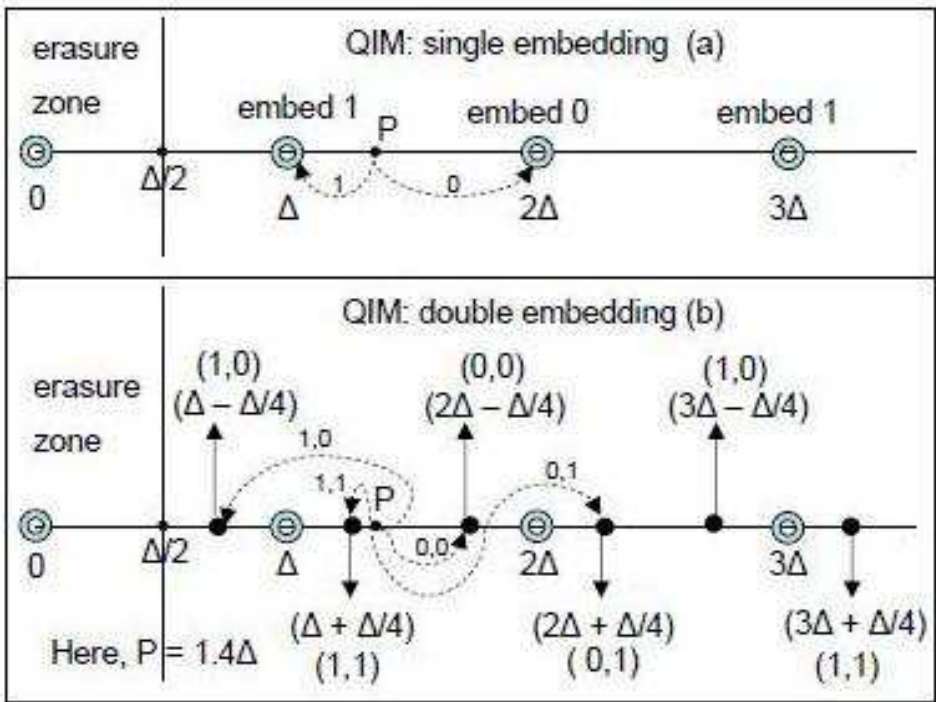 QIM: single embedding (a)
erasure
zone
embed 1
P
embed 0
embed 1
Δ/2
1
0
0
Δ
2Δ
3Δ
QIM: double embedding (b)
(1,0)
(Δ – Δ/4)
(0,0)
(2Δ – Δ/4)
(1,0)
(3Δ – Δ/4)
erasure
zone
1,0
1,1
P
0,1
0,0
0
Δ/2
Δ
2Δ
3Δ
(Δ + Δ/4)
(1,1)
(2Δ + Δ/4)
( 0,1)
(3Δ + Δ/4)
(1,1)
Here, P = 1.4Δ